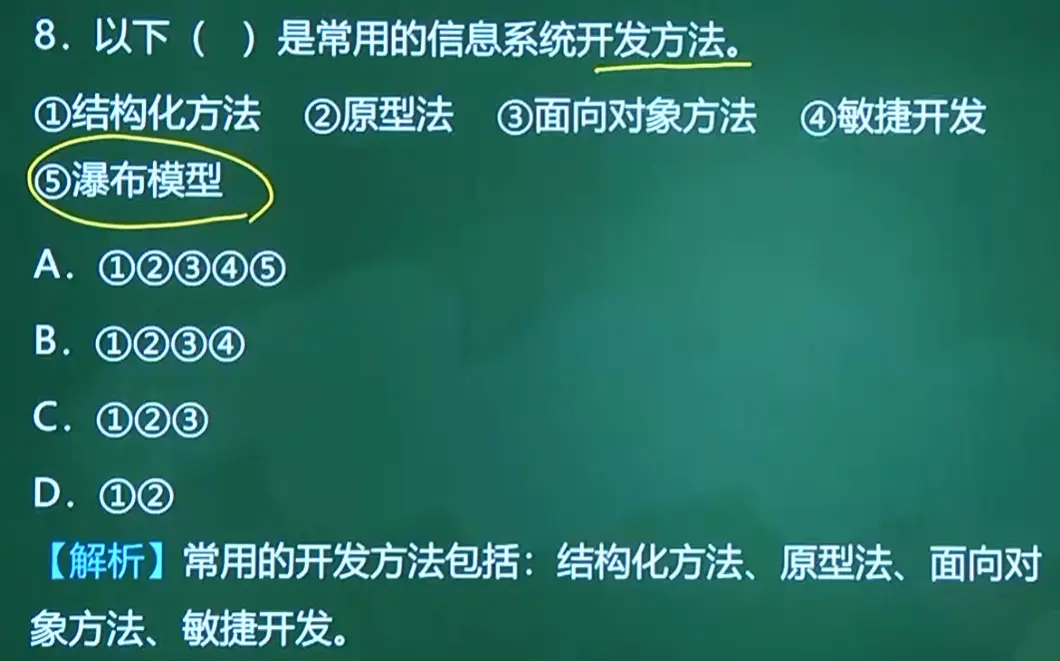 8. 以下（ ）是常用的信息系统开发方法。
①结构化方法 ②原型法 ③面向对象方法 ④敏捷开发
⑤瀑布模型
A. ①②③④⑤
B. ①②③④
C. ①②③
D. ①②
【解析】常用的开发方法包括：结构化方法、原型法、面向对
象方法、敏捷开发。